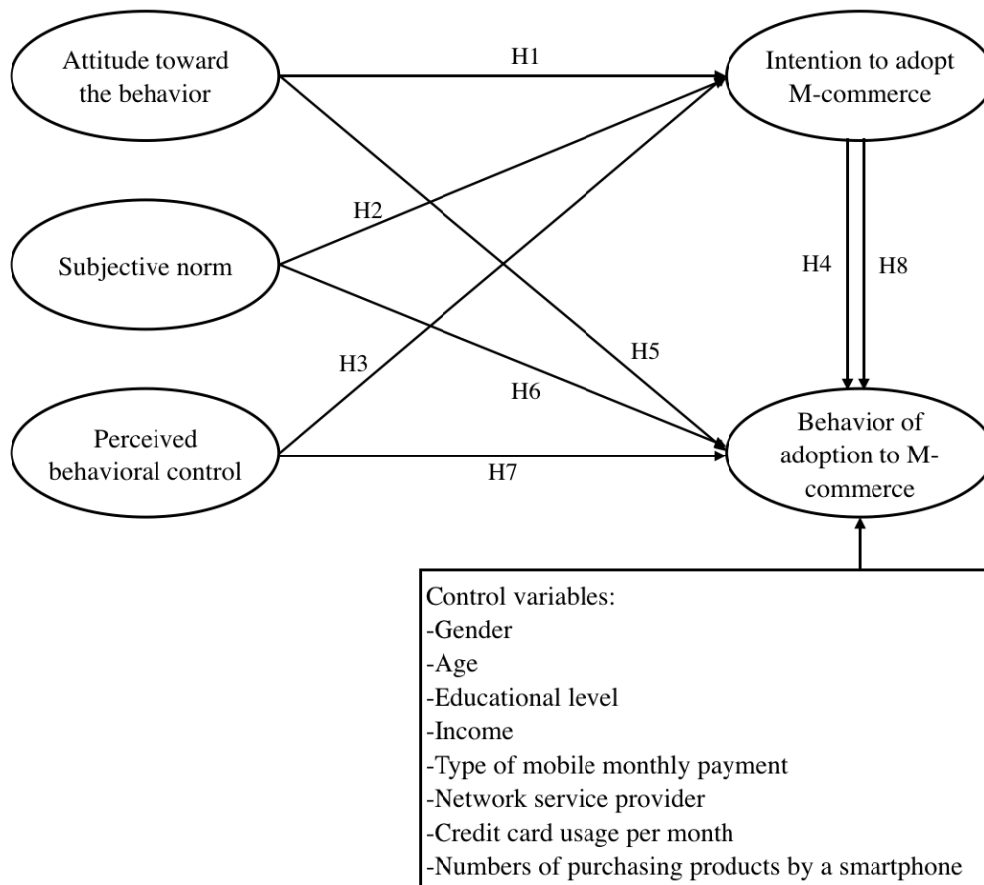 Attitude toward
the behavior
H1
Intention to adopt
M-commerce
H2
Subjective norm
H4
H8
H3
H5
H6
Perceived
behavioral control
H7
Behavior of
adoption to M-
commerce
Control variables:
-Gender
-Age
-Educational level
-Income
-Type of mobile monthly payment
-Network service provider
-Credit card usage per month
-Numbers of purchasing products by a smartphone